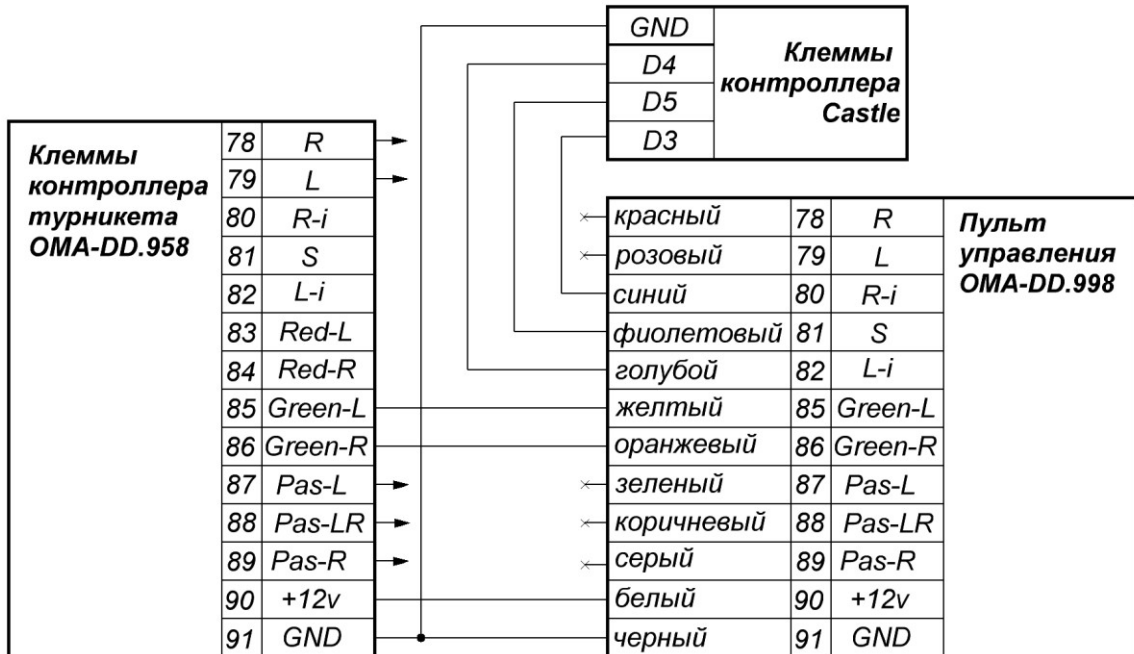 GND
D4
D5
D3
Клеммы
контроллера
Castle
Клеммы
контроллера
турникета
OMA-DD.958
78 R
79 L
80 R-i
81 S
82 L-i
83 Red-L
84 Red-R
85 Green-L
86 Green-R
87 Pas-L
88 Pas-LR
89 Pas-R
90 +12v
91 GND
красный 78 R
розовый 79 L
синий 80 R-i
фиолетовый 81 S
голубой 82 L-i
желтый 85 Green-L
оранжевый 86 Green-R
зеленый 87 Pas-L
коричневый 88 Pas-LR
серый 89 Pas-R
белый 90 +12v
черный 91 GND
Пульт
управления
OMA-DD.998